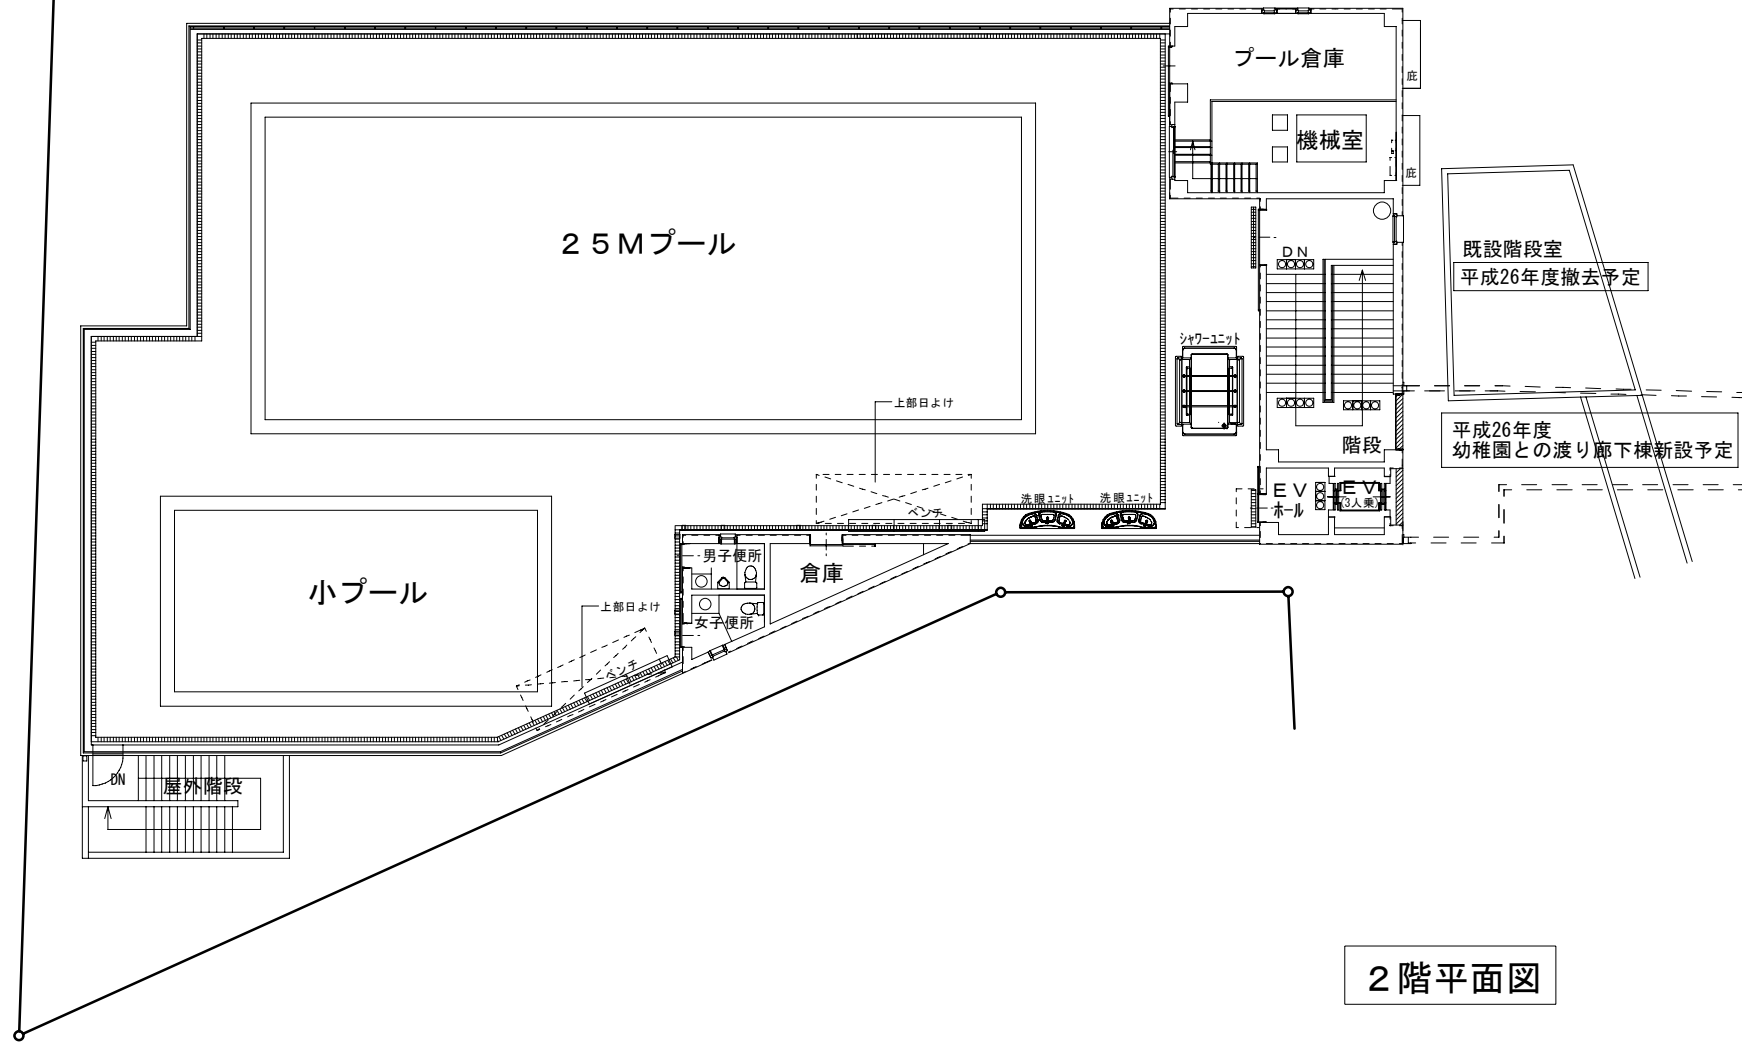 プール倉庫
庇
機械室
庇
２５Ｍプール
DN
既設階段室
平成26年度撤去予定
シャワーユニット
上部日よけ
平成26年度
幼稚園との渡り廊下棟新設予定
階段
ＥＶ
ホール
ＥＶ
(3人乗)
洗眼ユニット
洗眼ユニット
ベンチ
男子便所
倉庫
小プール
上部日よけ
女子便所
ベンチ
DN
屋外階段
２階平面図